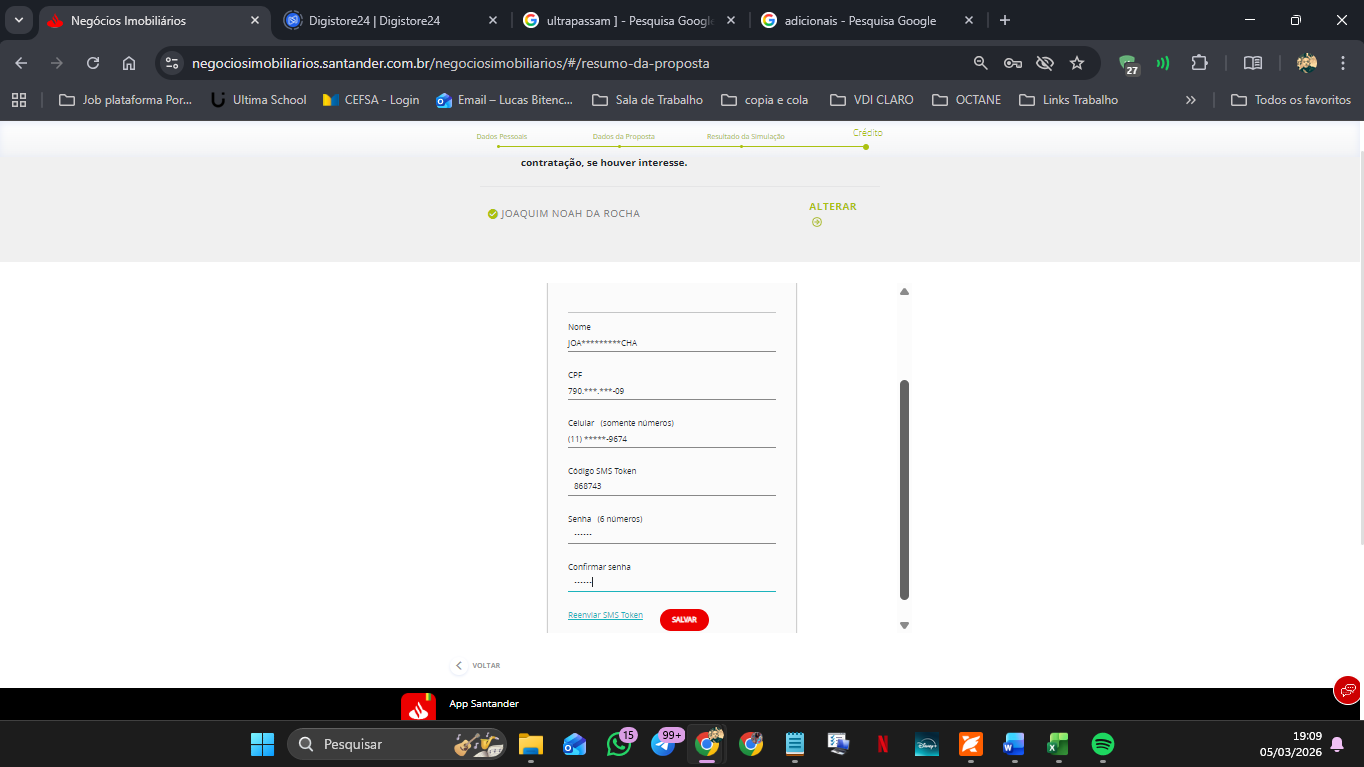 Negócios Imobiliários
Digistore24 | Digistore24
ultrapassam ] - Pesquisa Google
adicionais - Pesquisa Google
negociosimobiliarios.santander.com.br/negociosimobiliarios/#/resumo-da-proposta
27
Job plataforma Por...
Ultima School
CEFSA - Login
Email – Lucas Bitenc...
Sala de Trabalho
copia e cola
VDI CLARO
OCTANE
Links Trabalho
Todos os favoritos
Dados Pessoais
Dados da Proposta
Resultado da Simulação
Crédito
contratação, se houver interesse.
JOAQUIM NOAH DA ROCHA
ALTERAR
Nome
JOA*********CHA
CPF
790.***.***-09
Celular (somente números)
(11) *****-9674
Código SMS Token
868743
Senha (6 números)
Confirmar senha
Reenviar SMS Token
SALVAR
VOLTAR
App Santander
Pesquisar
15
99+
N
Disney+
W
X
19:09
05/03/2026